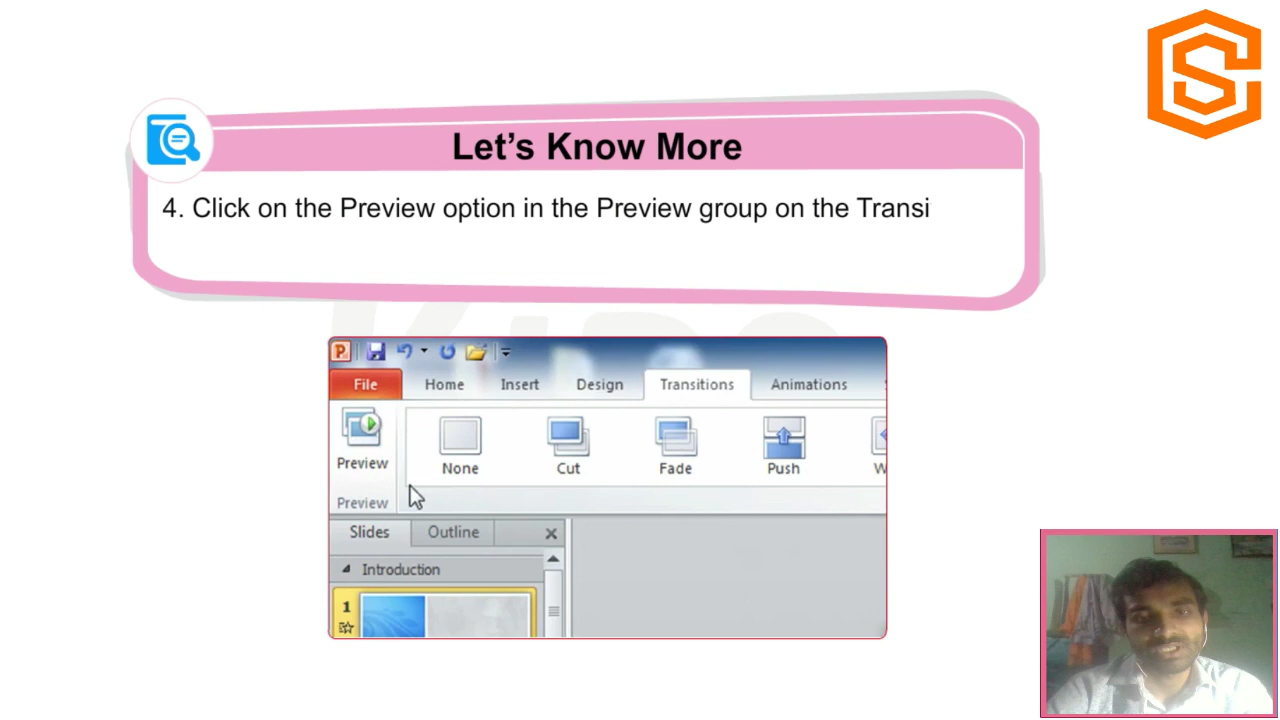 Let's Know More
4. Click on the Preview option in the Preview group on the Transi
File Home Insert Design Transitions Animations
Preview None Cut Fade Push
Preview
Slides Outline
Introduction
1